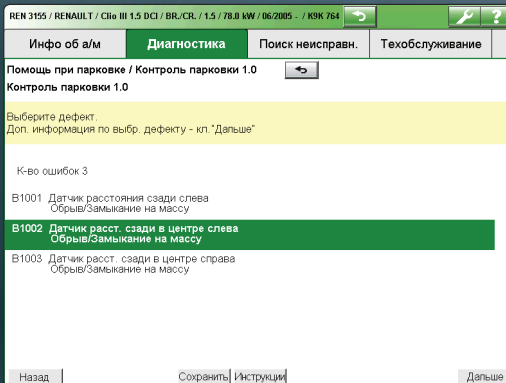 REN 3155 / RENAULT / Clio III 1.5 DCI / BR./CR. / 1.5 / 78.0 kW / 06/2005 - / K9K 764
?
Инфо об а/м
Диагностика
Поиск неисправн.
Техобслуживание
Помощь при парковке / Контроль парковки 1.0
Контроль парковки 1.0
Выберите дефект.
Доп. информация по выбр. дефекту - кл."Дальше"
К-во ошибок 3
B1001 Датчик расстояния сзади слева
Обрыв/Замыкание на массу
B1002 Датчик расст. сзади в центре слева
Обрыв/Замыкание на массу
B1003 Датчик расст. сзади в центре справа
Обрыв/Замыкание на массу
Назад
Сохранить
Инструкции
Дальше